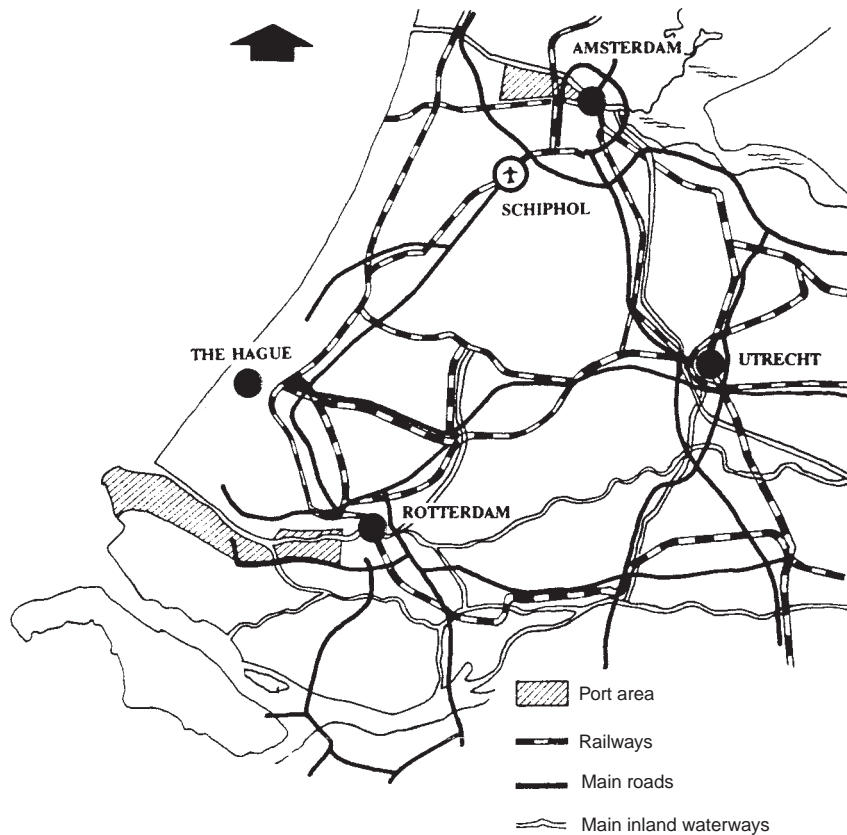 AMSTERDAM
SCHIPHOL
THE HAGUE
UTRECHT
ROTTERDAM
Port area
Railways
Main roads
Main inland waterways